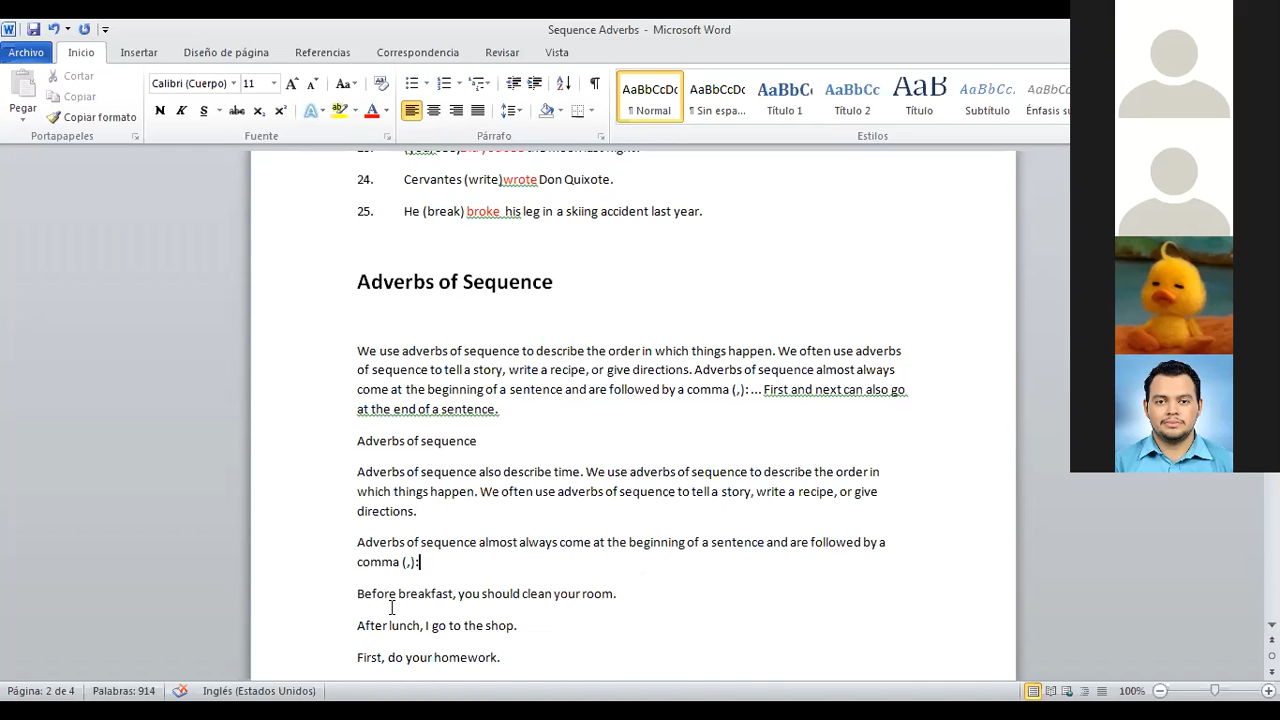 Sequence Adverbs - Microsoft Word
Archivo Inicio Insertar Diseño de página Referencias Correspondencia Revisar Vista
Pegar
Cortar
Copiar
Copiar formato
Portapapeles
Calibri (Cuerpo) 11
Fuente
Párrafo
AaBbCcDc AaBbCcDc AaBbC AaBbCc AaB AaBbCc.
¶ Normal ¶ Sin espa... Título 1 Título 2 Título Subtítulo Énfasis su
Estilos
24. Cervantes (write)wrote Don Quixote.
25. He (break) broke his leg in a skiing accident last year.
Adverbs of Sequence
We use adverbs of sequence to describe the order in which things happen. We often use adverbs
of sequence to tell a story, write a recipe, or give directions. Adverbs of sequence almost always
come at the beginning of a sentence and are followed by a comma (,): ... First and next can also go
at the end of a sentence.
Adverbs of sequence
Adverbs of sequence also describe time. We use adverbs of sequence to describe the order in
which things happen. We often use adverbs of sequence to tell a story, write a recipe, or give
directions.
Adverbs of sequence almost always come at the beginning of a sentence and are followed by a
comma (,):
Before breakfast, you should clean your room.
After lunch, I go to the shop.
First, do your homework.
Página: 2 de 4 Palabras: 914 Inglés (Estados Unidos) 100%